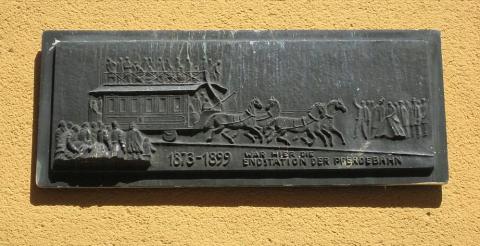 1873-1899 WAR HIER DIE
ENDSTATION DER PFERDEBAHN